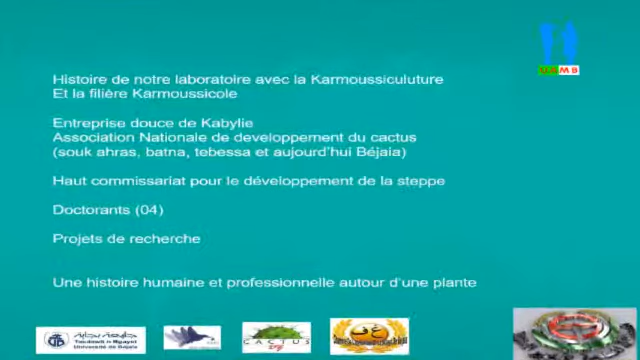 U S M B
Histoire de notre laboratoire avec la Karmoussiculuture
Et la filière Karmoussicole
Entreprise douce de Kabylie
Association Nationale de developpement du cactus
(souk ahras, batna, tebessa et aujourd'hui Béjaia)
Haut commissariat pour le développement de la steppe
Doctorants (04)
Projets de recherche
Une histoire humaine et professionnelle autour d'une plante
Tasdawit n Bgayet
Université de Béjaïa
CACTUS